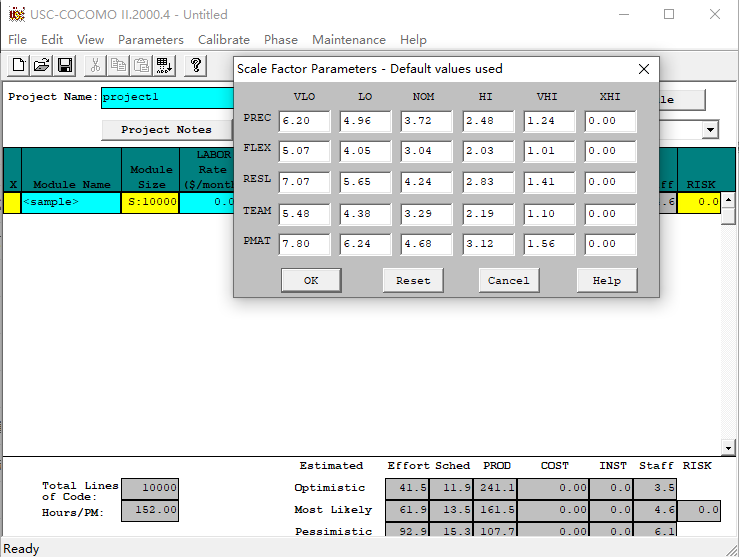 USC-COCOMO II.2000.4 - Untitled
File Edit View Parameters Calibrate Phase Maintenance Help
Scale Factor Parameters - Default values used
VLO LO NOM HI VHI XHI
PREC 6.20 4.96 3.72 2.48 1.24 0.00
FLEX 5.07 4.05 3.04 2.03 1.01 0.00
RESL 7.07 5.65 4.24 2.83 1.41 0.00
TEAM 5.48 4.38 3.29 2.19 1.10 0.00
PMAT 7.80 6.24 4.68 3.12 1.56 0.00
OK Reset Cancel Help
Project Name: project1
Project Notes
X Module Name Module Size LABOR Rate ($/month RISK
<sample> S:10000 0.0 .6 0.0
Estimated Effort Sched PROD COST INST Staff RISK
Total Lines of Code: 10000
Hours/PM: 152.00
Optimistic 41.5 11.9 241.1 0.00 0.0 3.5
Most Likely 61.9 13.5 161.5 0.00 0.0 4.6 0.0
Pessimistic 92.9 15.3 107.7 0.00 0.0 6.1
Ready